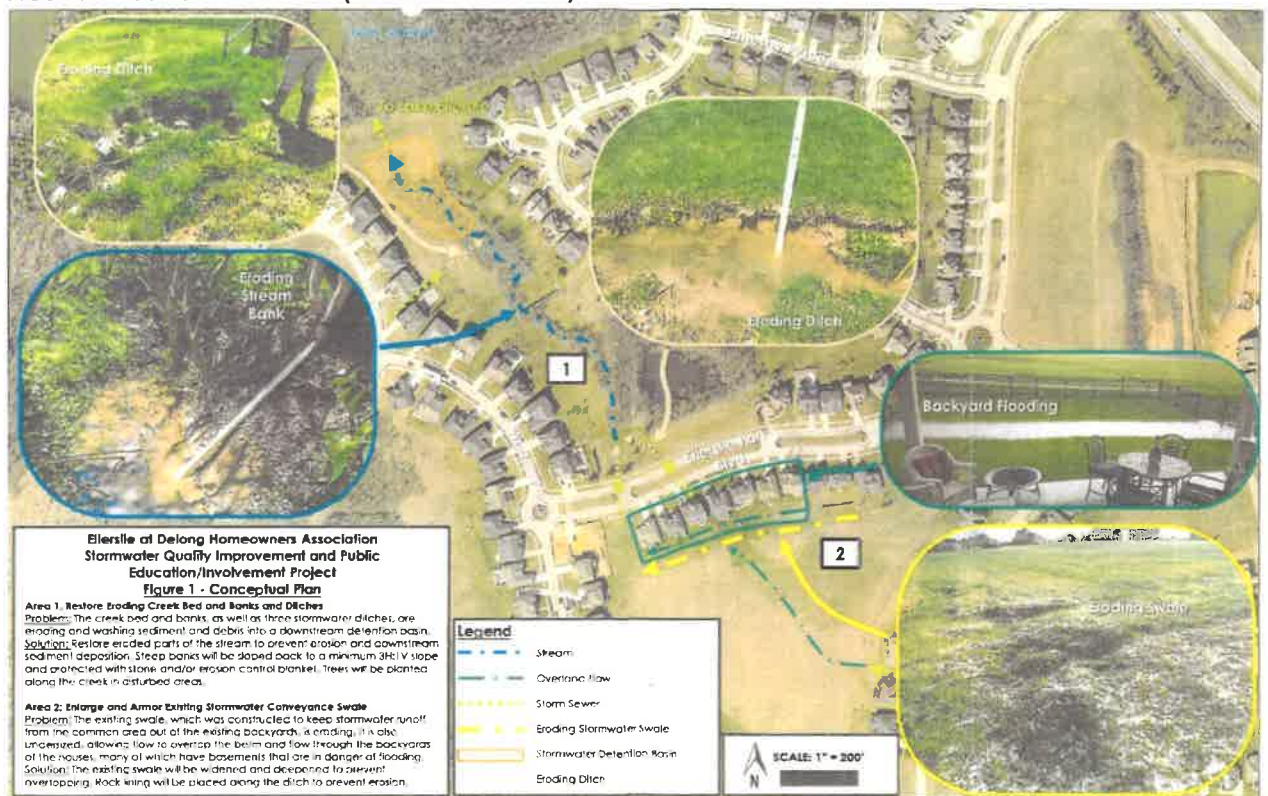 Eroding Ditch
Eroding
Stream
Bank
Eroding Ditch
1
Backyard Flooding
2
Eroding Swale
Ellerslie at Delong Homeowners Association
Stormwater Quality Improvement and Public
Education/Involvement Project
Figure 1 - Conceptual Plan
Area 1. Restore Eroding Creek Bed and Banks and Ditches
Problem: The creek bed and banks, as well as three stormwater ditches, are
eroding and washing sediment and debris into a downstream detention basin.
Solution: Restore eroded parts of the stream to prevent erosion and downstream
sediment deposition. Steep banks will be sloped back to a minimum 3H:1V slope
and protected with stone and/or erosion control blanket. Trees will be planted
along the creek in disturbed areas.
Area 2: Enlarge and Armor Existing Stormwater Conveyance Swale
Problem: The existing swale, which was constructed to keep stormwater runoff
from the common area out of the existing backyards, is eroding. It is also
undersized, allowing flow to overtop the berm and flow through the backyards
of the houses, many of which have basements that are in danger of flooding.
Solution: The existing swale will be widened and deepened to prevent
overtopping. Rock lining will be placed along the ditch to prevent erosion.
Legend
Stream
Overland Flow
Storm Sewer
Eroding Stormwater Swale
Stormwater Detention Basin
Eroding Ditch
N
SCALE: 1" = 200'